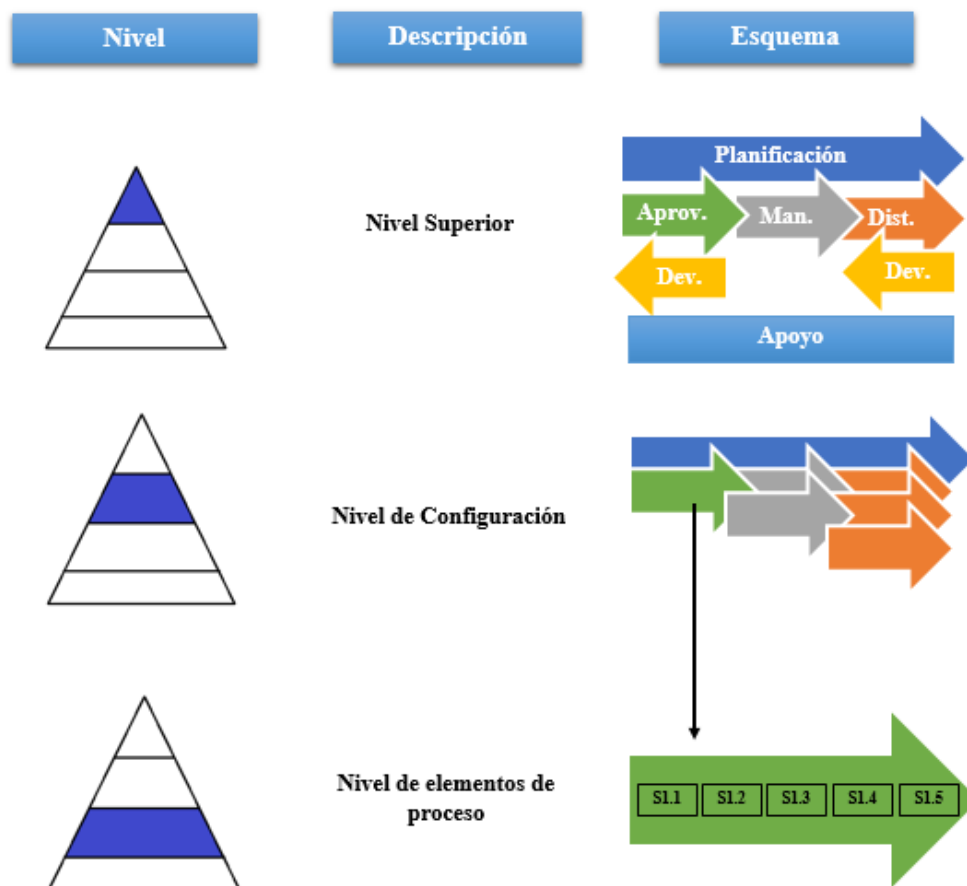 Nivel
Descripción
Esquema
Nivel Superior
Planificación
Aprov.
Man.
Dist.
Dev.
Dev.
Apoyo
Nivel de Configuración
Nivel de elementos de
proceso
S1.1
S1.2
S1.3
S1.4
S1.5